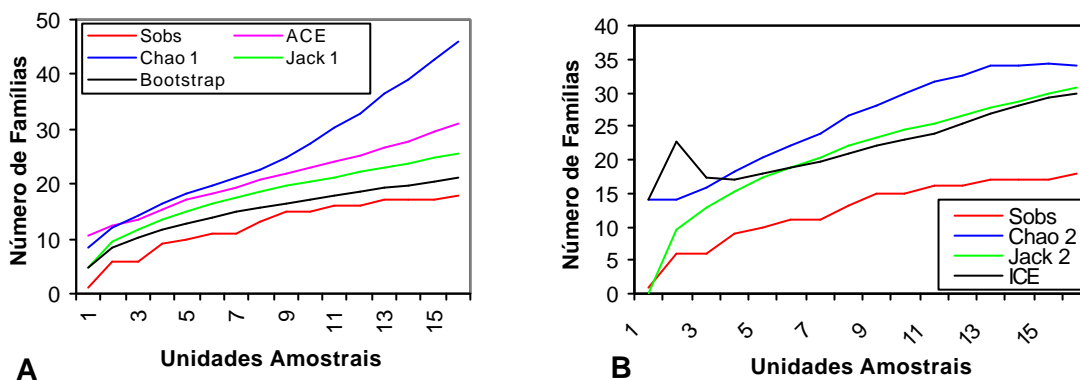 50
40
30
20
10
0
Número de Famílias
Sobs
ACE
Chao 1
Jack 1
Bootstrap
1
3
5
7
9
11
13
15
Unidades Amostrais
A
40
35
30
25
20
15
10
5
0
Número de Famílias
Sobs
Chao 2
Jack 2
ICE
1
3
5
7
9
11
13
15
Unidades Amostrais
B